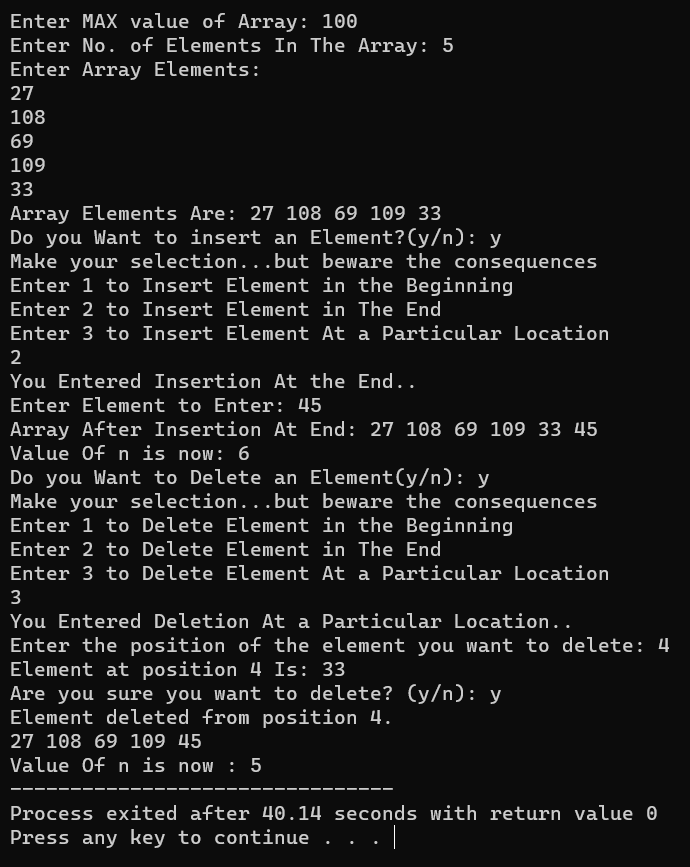 Enter MAX value of Array: 100
Enter No. of Elements In The Array: 5
Enter Array Elements:
27
108
69
109
33
Array Elements Are: 27 108 69 109 33
Do you Want to insert an Element?(y/n): y
Make your selection...but beware the consequences
Enter 1 to Insert Element in the Beginning
Enter 2 to Insert Element in The End
Enter 3 to Insert Element At a Particular Location
2
You Entered Insertion At the End..
Enter Element to Enter: 45
Array After Insertion At End: 27 108 69 109 33 45
Value Of n is now: 6
Do you Want to Delete an Element(y/n): y
Make your selection...but beware the consequences
Enter 1 to Delete Element in the Beginning
Enter 2 to Delete Element in The End
Enter 3 to Delete Element At a Particular Location
3
You Entered Deletion At a Particular Location..
Enter the position of the element you want to delete: 4
Element at position 4 Is: 33
Are you sure you want to delete? (y/n): y
Element deleted from position 4.
27 108 69 109 45
Value Of n is now : 5
--------------------------------
Process exited after 40.14 seconds with return value 0
Press any key to continue . . .